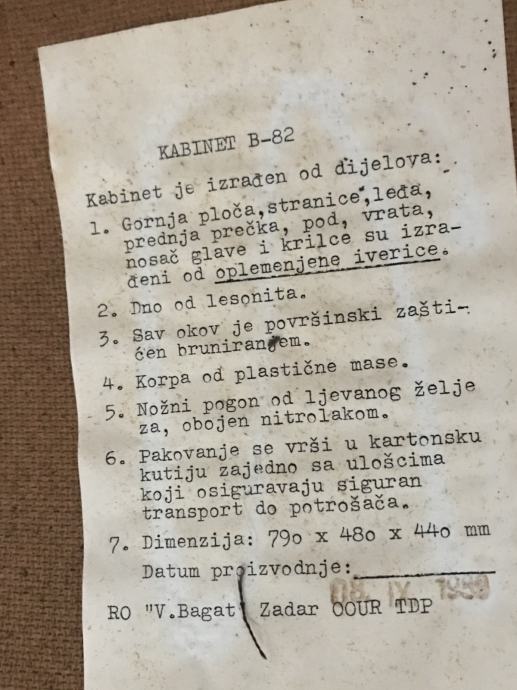 KABINET B-82
Kabinet je izrađen od dijelova:
1. Gornja ploča,stranice,leđa,
prednja prečka, pod, vrata,
nosač glave i krilce su izra-
đeni od oplemenjene iverice.
2. Dno od lesonita.
3. Sav okov je površinski zašti-
ćen bruniranjem.
4. Korpa od plastične mase.
5. Nožni pogon od ljevanog želje
za, obojen nitrolakom.
6. Pakovanje se vrši u kartonsku
kutiju zajedno sa ulošcima
koji osiguravaju siguran
transport do potrošača.
7. Dimenzija: 790 x 480 x 440 mm
Datum proizvodnje:
IV
RO "V.Bagat" Zadar OOUR TDP